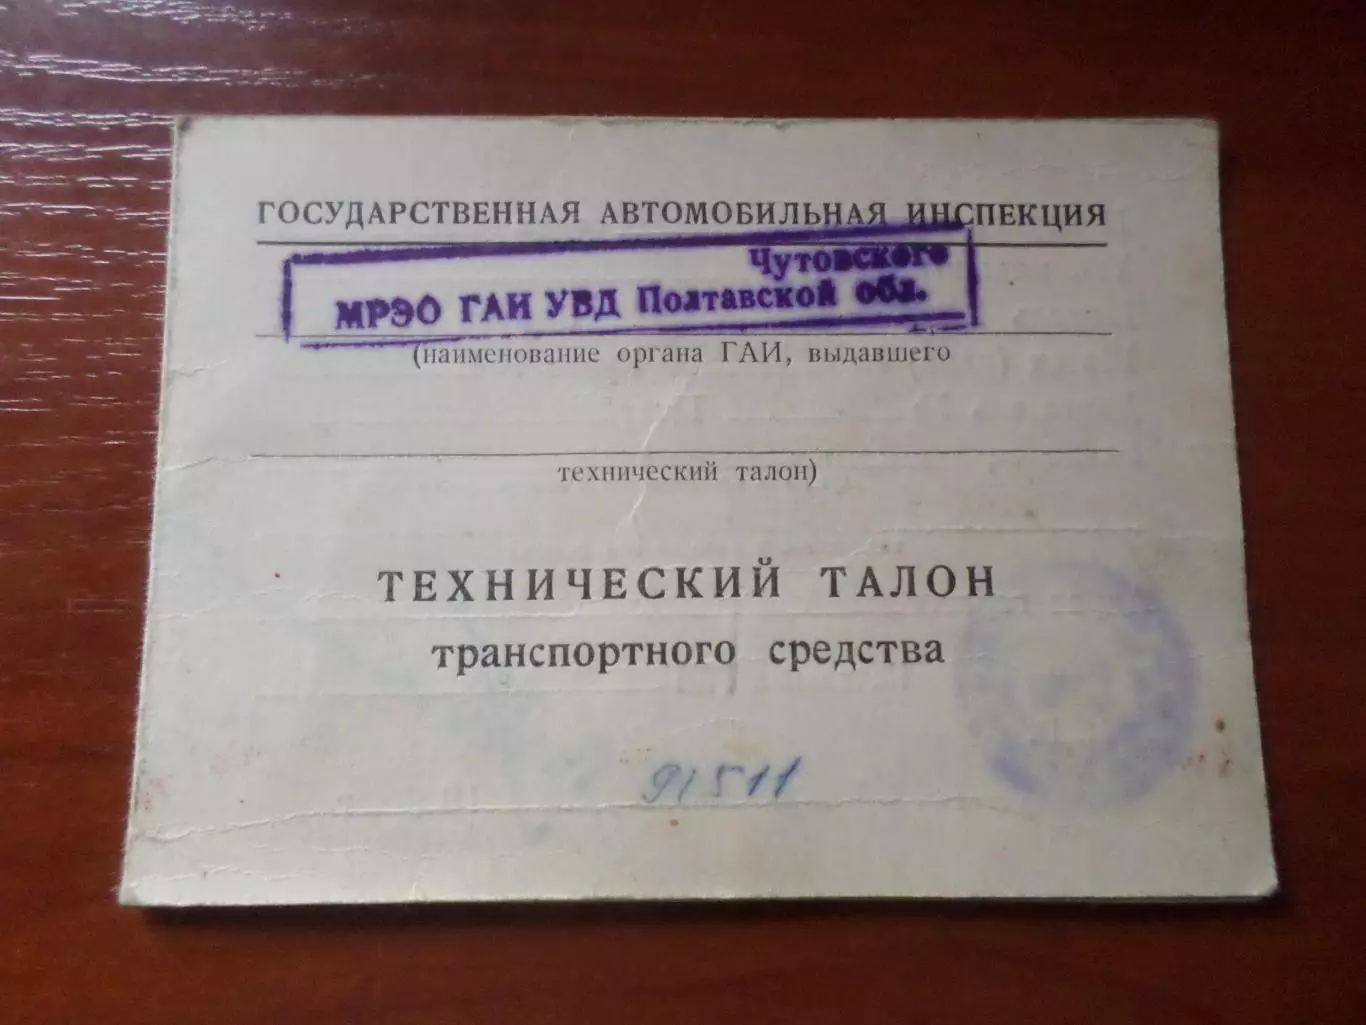 ГОСУДАРСТВЕННАЯ АВТОМОБИЛЬНАЯ ИНСПЕКЦИЯ
Чутовского
МРЭО ГАИ УВД Полтавской обл.
(наименование органа ГАИ, выдавшего
технический талон)
ТЕХНИЧЕСКИЙ ТАЛОН
транспортного средства
91511